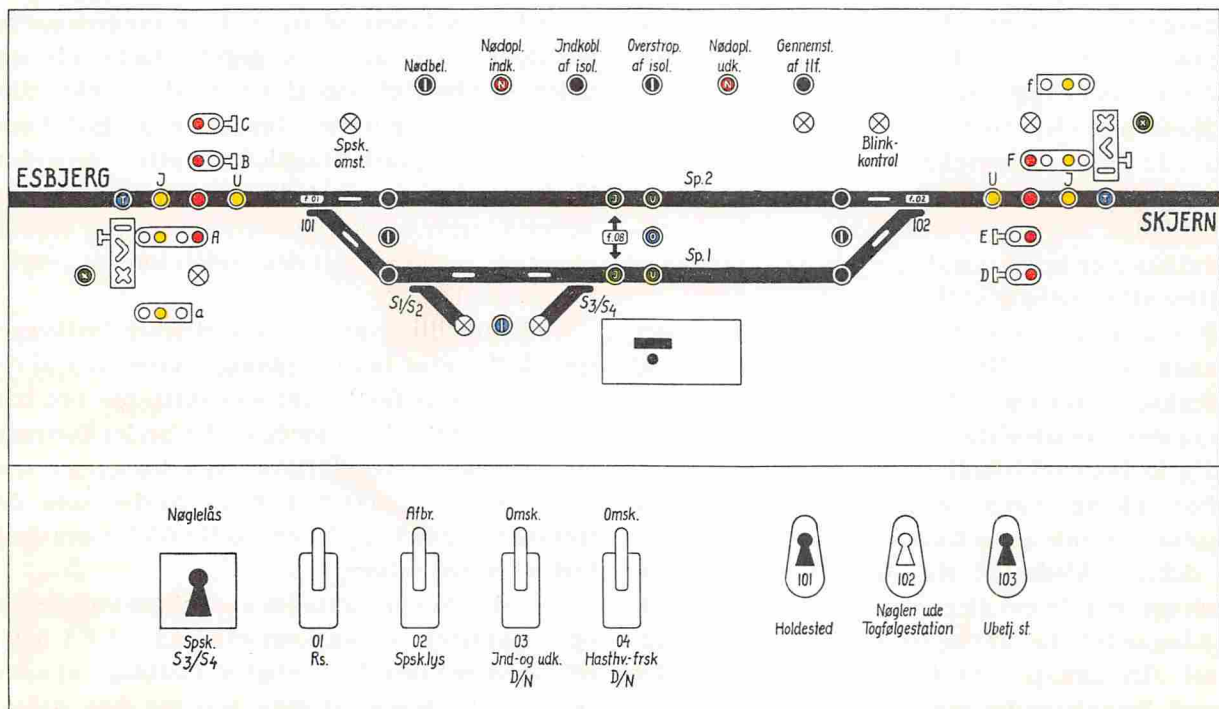 Nødbel.
Nødopl.
indk.
Jndkobl.
af isol.
Overstrop.
af isol.
Nødopl.
udk.
Gennemst.
af tlf.
N
N
f
C
Spsk.
omst.
Blink-
kontrol
B
F
ESBJERG
J
U
Sp.2
U
J
f.01
f.02
J
U
T
T
101
102
SKJERN
A
f.08
O
E
Sp.1
J
U
D
S1/S2
S3/S4
a
Nøglelås
Afbr.
Omsk.
Omsk.
101
102
103
Spsk.
S3/S4
01
Rs.
02
Spsk.lys
03
Jnd-og udk.
D/N
04
Hasthv.-frsk
D/N
Holdested
Nøglen ude
Togfølgestation
Ubetj. st.